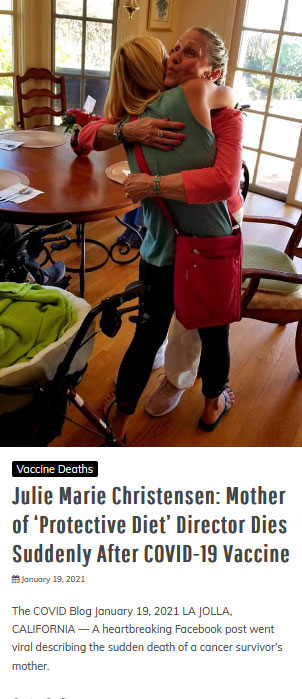 Vaccine Deaths
Julie Marie Christensen: Mother
of ‘Protective Diet’ Director Dies
Suddenly After COVID-19 Vaccine
January 19, 2021
The COVID Blog January 19, 2021 LA JOLLA,
CALIFORNIA — A heartbreaking Facebook post went
viral describing the sudden death of a cancer survivor’s
mother.